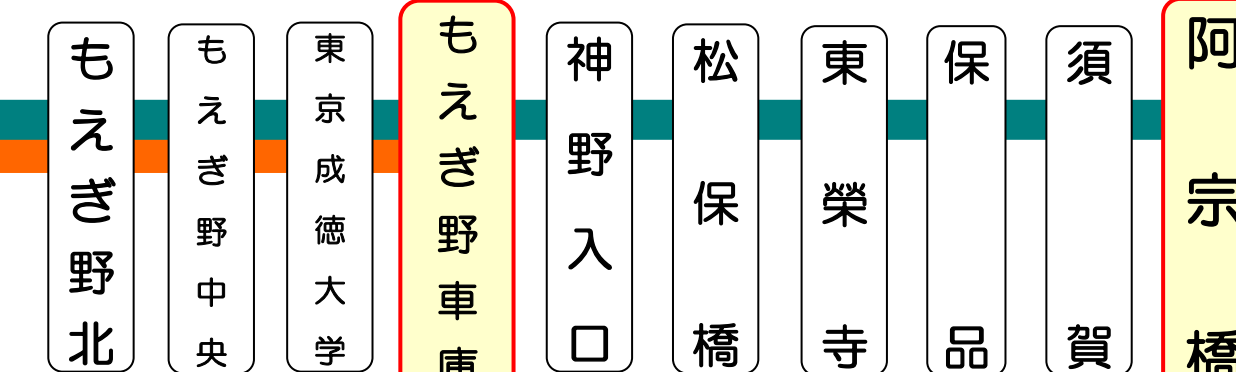 もえぎ野北
もえぎ野中央
東京成徳大学
もえぎ野車庫
神野入口
松保橋
東榮寺
保品
須賀
阿宗橋